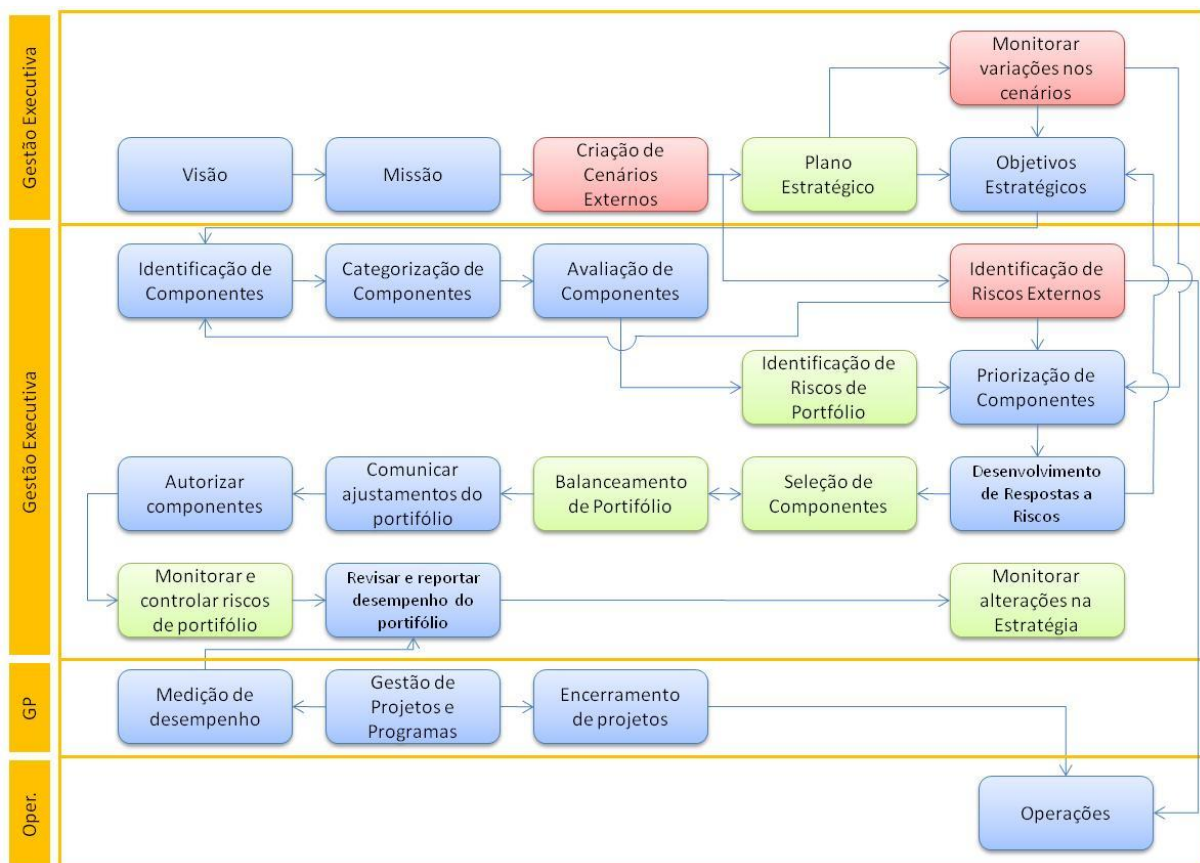 Gestão Executiva
Monitorar
variações nos
cenários
Visão
Missão
Criação de
Cenários
Externos
Plano
Estratégico
Objetivos
Estratégicos
Gestão Executiva
Identificação de
Componentes
Categorização de
Componentes
Avaliação de
Componentes
Identificação de
Riscos Externos
Identificação de
Riscos de
Portfólio
Priorização de
Componentes
Autorizar
componentes
Comunicar
ajustamentos do
portifólio
Balanceamento
de Portifólio
Seleção de
Componentes
Desenvolvimento
de Respostas a
Riscos
Monitorar e
controlar riscos
de portifólio
Revisar e reportar
desempenho do
portifólio
Monitorar
alterações na
Estratégia
GP
Medição de
desempenho
Gestão de
Projetos e
Programas
Encerramento
de projetos
Oper.
Operações